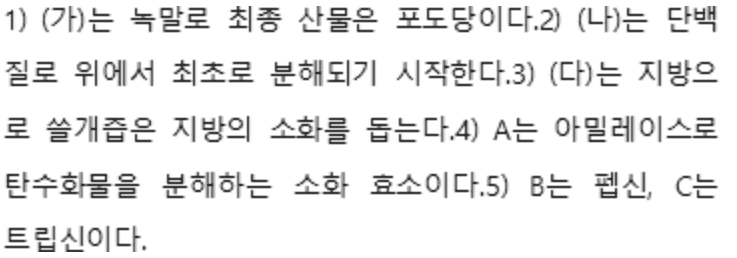 1) (가)는 녹말로 최종 산물은 포도당이다.2) (나)는 단백
질로 위에서 최초로 분해되기 시작한다.3) (다)는 지방으
로 쓸개즙은 지방의 소화를 돕는다.4) A는 아밀레이스로
탄수화물을 분해하는 소화 효소이다.5) B는 펩신, C는
트립신이다.